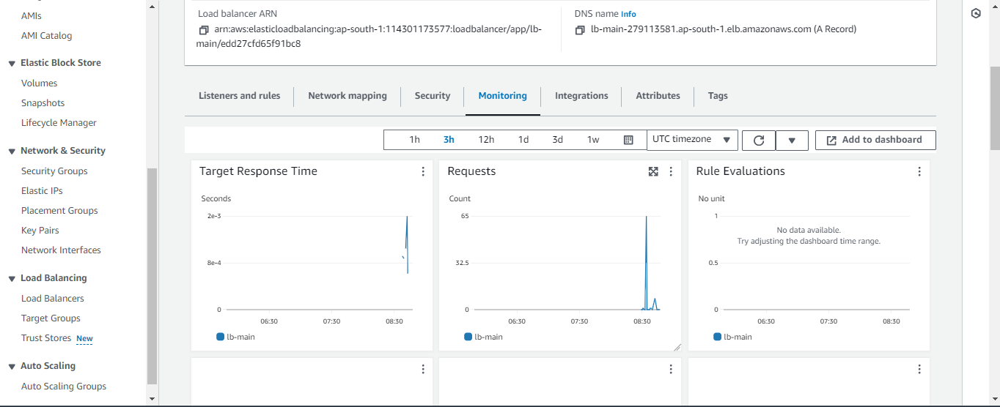 AMIs
AMI Catalog
Elastic Block Store
Volumes
Snapshots
Lifecycle Manager
Network & Security
Security Groups
Elastic IPs
Placement Groups
Key Pairs
Network Interfaces
Load Balancing
Load Balancers
Target Groups
Trust Stores New
Auto Scaling
Auto Scaling Groups
Load balancer ARN
arn:aws:elasticloadbalancing:ap-south-1:114301173577:loadbalancer/app/lb-
main/edd27cfd65f91bc8
DNS name Info
lb-main-279113581.ap-south-1.elb.amazonaws.com (A Record)
Listeners and rules Network mapping Security Monitoring Integrations Attributes Tags
1h 3h 12h 1d 3d 1w UTC timezone Add to dashboard
Target Response Time
Seconds
2e-3
8e-4
0
06:30 07:30 08:30
lb-main
Requests
Count
65
32.5
0
06:30 07:30 08:30
lb-main
Rule Evaluations
No unit
1
No data available.
Try adjusting the dashboard time range.
0.5
0
06:30 07:30 08:30
lb-main